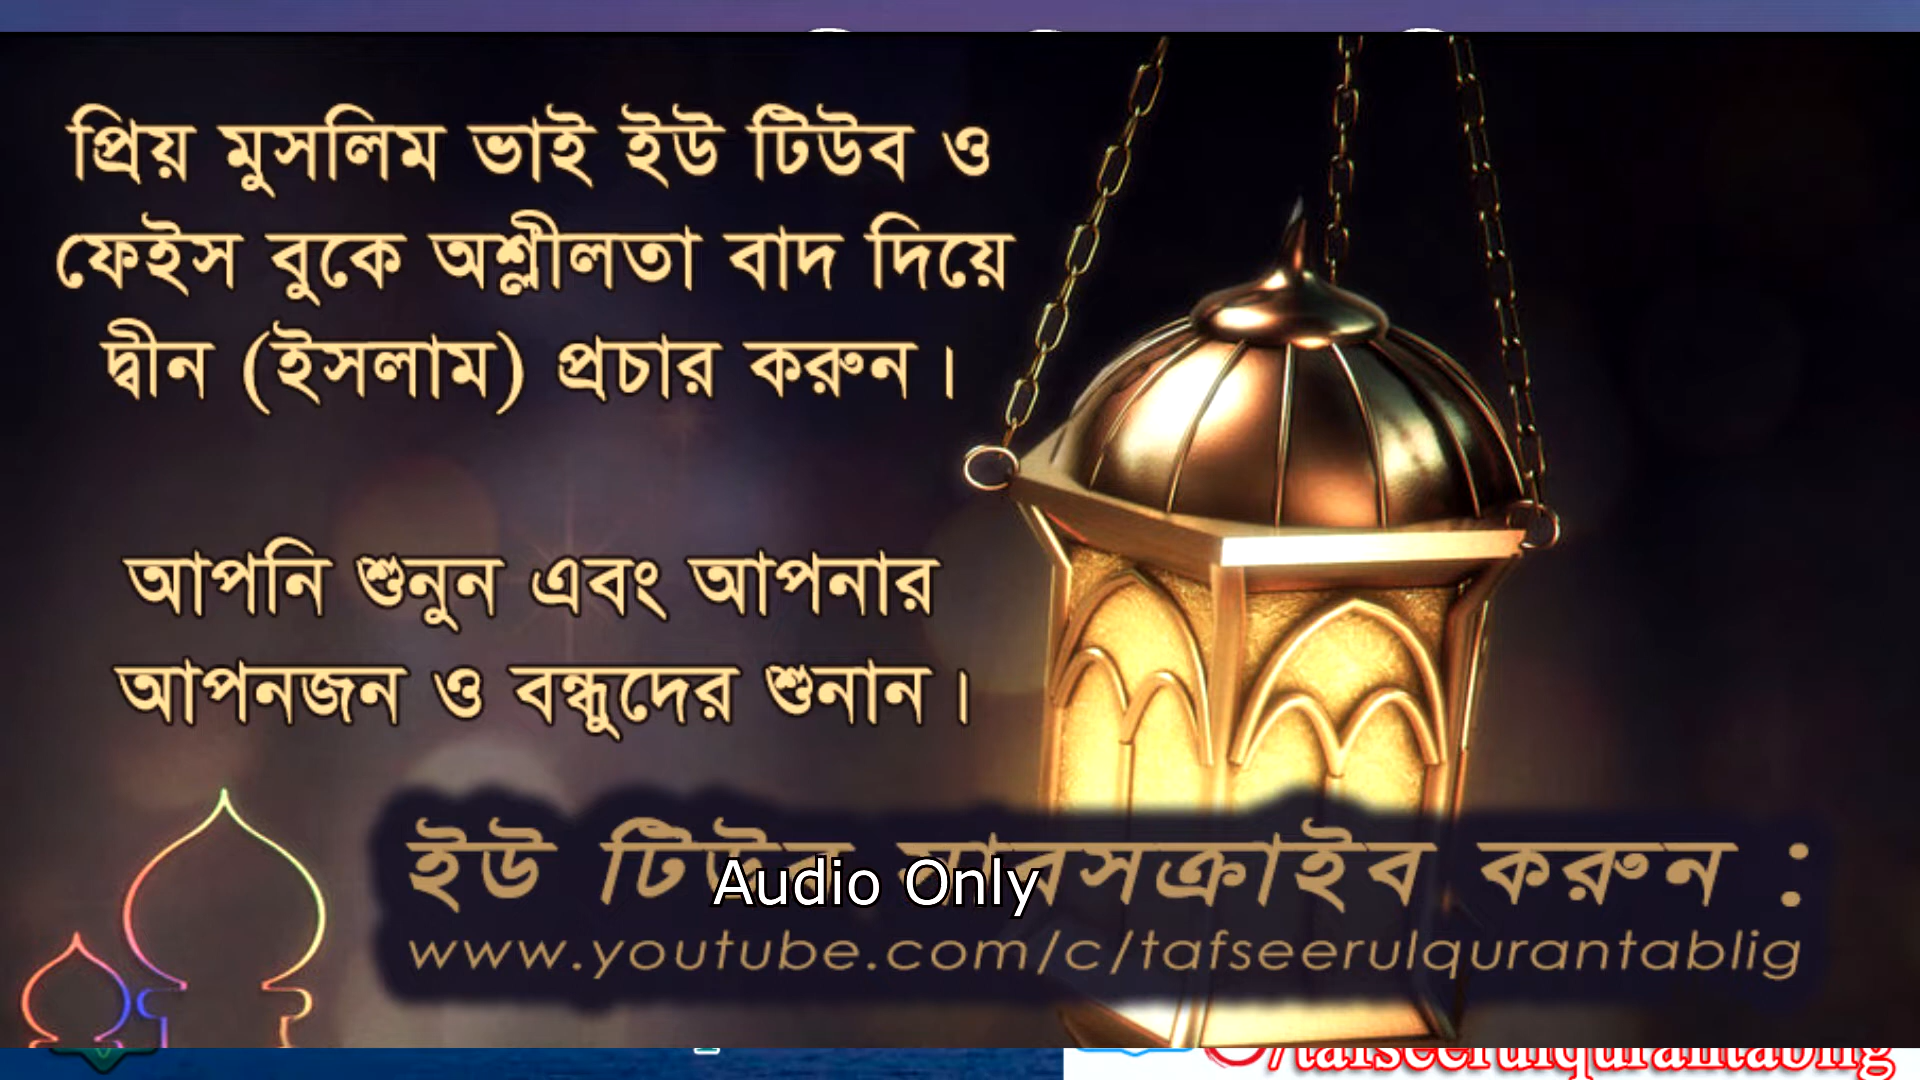 প্রিয় মুসলিম ভাই ইউ টিউব ও
ফেইস বুকে অশ্লীলতা বাদ দিয়ে
দ্বীন (ইসলাম) প্রচার করুন।
আপনি শুনুন এবং আপনার
আপনজন ও বন্ধুদের শুনান।
ইউ টিউব সাবসক্রাইব করুন :
Audio Only
www.youtube.com/c/tafseerulqurantablig
/tafseerulqurantablig